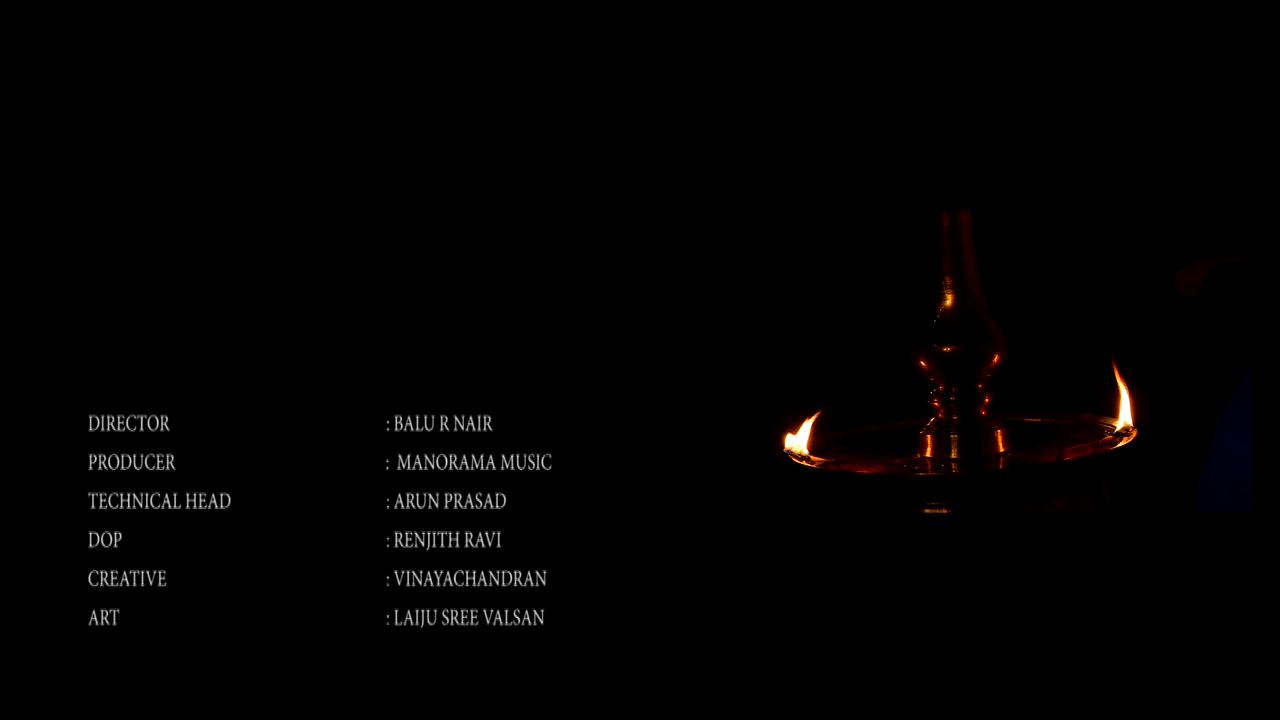 DIRECTOR : BALU R NAIR
PRODUCER : MANORAMA MUSIC
TECHNICAL HEAD : ARUN PRASAD
DOP : RENJITH RAVI
CREATIVE : VINAYACHANDRAN
ART : LAIJU SREE VALSAN